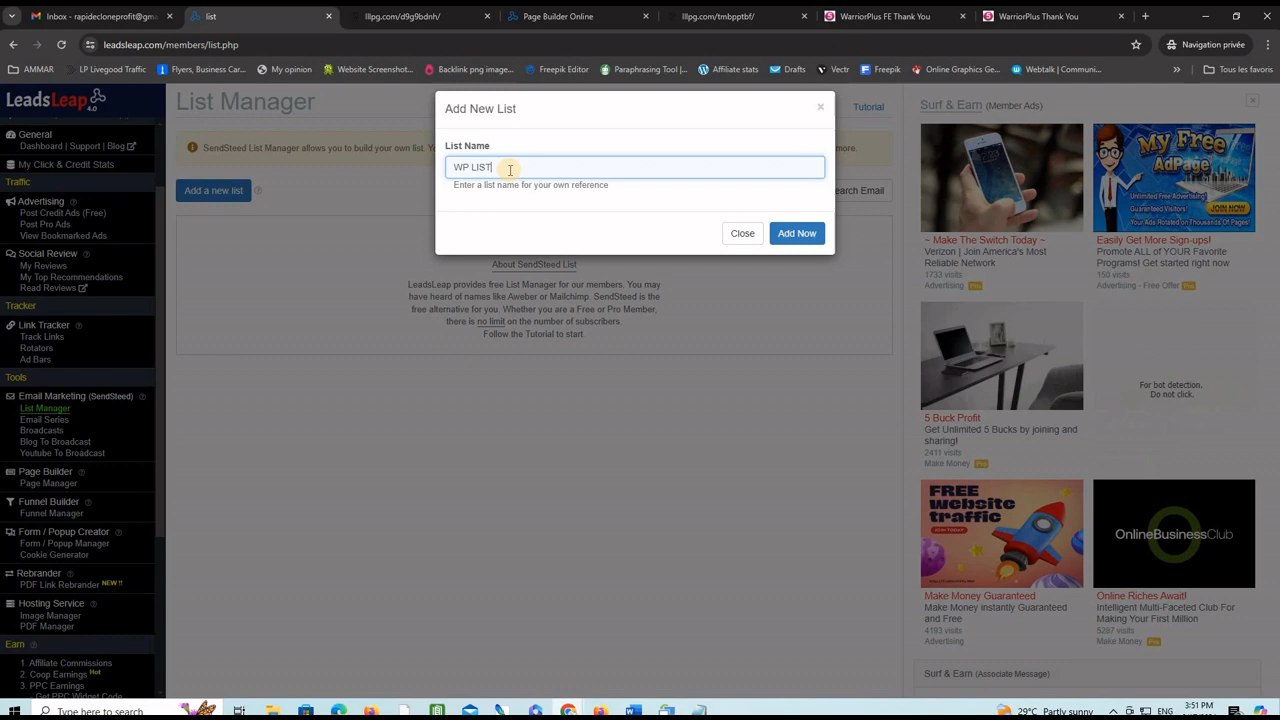 Inbox - rapidecloneprofit@gm
list
lllpg.com/d9g9bdnh/
Page Builder Online
lllpg.com/tmbpptbf/
WarriorPlus FE Thank You
WarriorPlus Thank You
leadsleap.com/members/list.php
Navigation privée
AMMAR
LP Livegood Traffic
Flyers, Business Car...
My opinion
Website Screenshot...
Backlink png image...
Freepik Editor
Paraphrasing Tool |...
Affiliate stats
Drafts
Vectr
Freepik
Online Graphics Ge...
Webtalk | Communi...
Tous les favoris
LEADSLEAP 4.0
General
Dashboard | Support | Blog
My Click & Credit Stats
Traffic
Advertising
Post Credit Ads (Free)
Post Pro Ads
View Bookmarked Ads
Social Review
My Reviews
My Top Recommendations
Read Reviews
Tracker
Link Tracker
Track Links
Rotators
Ad Bars
Tools
Email Marketing (SendSteed)
List Manager
Email Series
Broadcasts
Blog To Broadcast
Youtube To Broadcast
Page Builder
Page Manager
Funnel Builder
Funnel Manager
Form / Popup Creator
Form / Popup Manager
Cookie Generator
Rebrander
PDF Link Rebrander NEW !!
Hosting Service
Image Manager
PDF Manager
Earn
1. Affiliate Commissions
2. Coop Earnings Hot
3. PPC Earnings
- Get PPC Widget Code
List Manager
Tutorial
SendSteed List Manager allows you to build your own list. Y
more.
Add a new list
earch Email
Add New List
×
List Name
WP LIST
Enter a list name for your own reference
Close
Add Now
About SendSteed List
LeadsLeap provides free List Manager for our members. You may
have heard of names like Aweber or Mailchimp. SendSteed is the
free alternative for you. Whether you are a Free or Pro Member,
there is no limit on the number of subscribers.
Follow the Tutorial to start.
Surf & Earn (Member Ads)
~ Make The Switch Today ~
Verizon | Join America's Most
Reliable Network
1733 visits
Advertising Pro
My Free
AdPage
Guaranteed Visitors!
JOIN NOW
Easily Get More Sign-ups!
Promote ALL of YOUR Favorite
Programs! Get started right now
150 visits
Advertising - Free Offer Pro
5 Buck Profit
Get Unlimited 5 Bucks by joining and
sharing!
2411 visits
Make Money Pro
For bot detection.
Do not click.
FREE
WEBSITE
TRAFFIC
JOIN NOW
Make Money Guaranteed
Make Money instantly Guaranteed
and Free
4193 visits
Advertising
OnlineBusinessClub
Online Riches Await!
Intelligent Multi-Faceted Club For
Making Your First Million
5287 visits
Make Money Pro
Surf & Earn (Associate Message)
Type here to search
29°C Partly sunny
ENG
3:51 PM